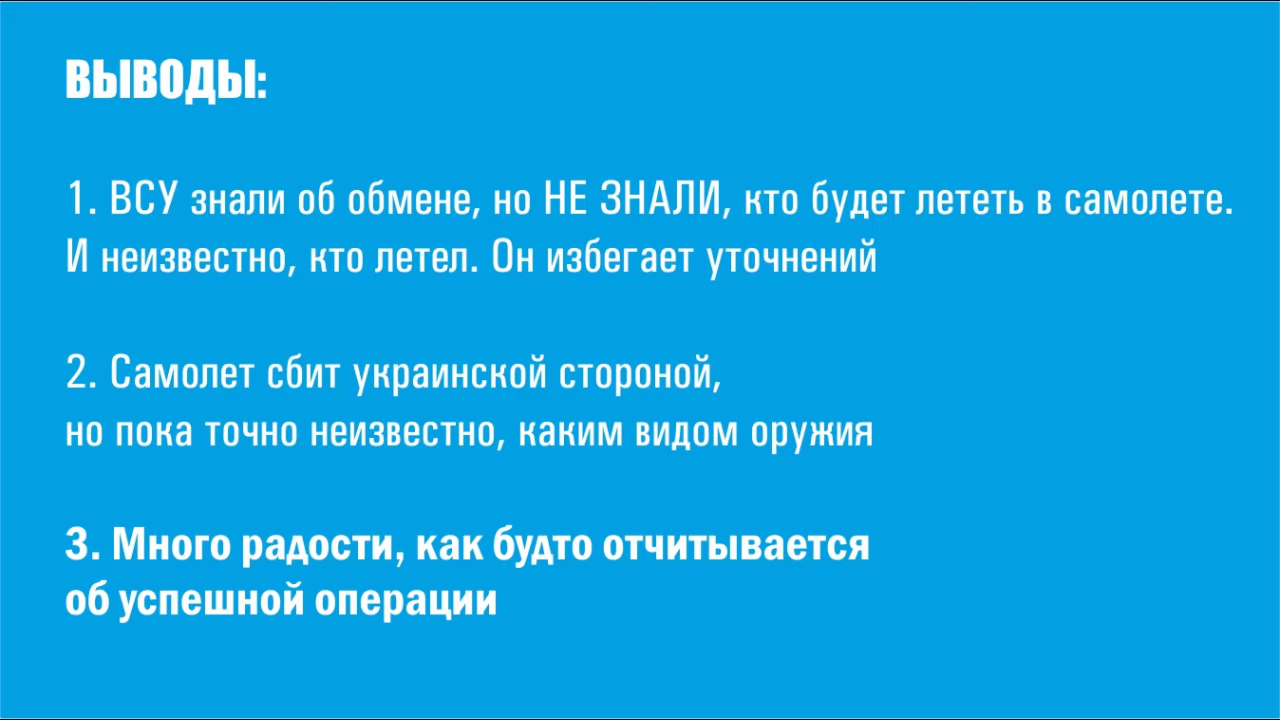 ВЫВОДЫ:
1. ВСУ знали об обмене, но НЕ ЗНАЛИ, кто будет лететь в самолете.
И неизвестно, кто летел. Он избегает уточнений
2. Самолет сбит украинской стороной,
но пока точно неизвестно, каким видом оружия
3. Много радости, как будто отчитывается
об успешной операции